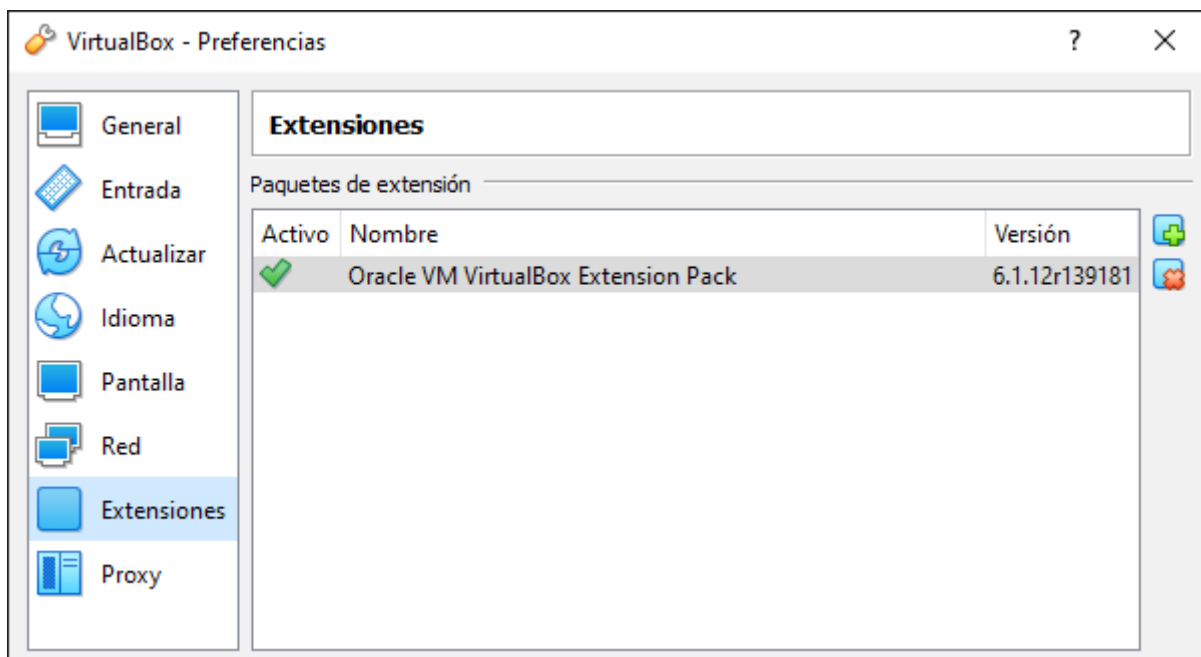 VirtualBox - Preferencias ?
General
Entrada
Actualizar
Idioma
Pantalla
Red
Extensiones
Proxy
Extensiones
Paquetes de extensión
Activo Nombre Versión
Oracle VM VirtualBox Extension Pack 6.1.12r139181